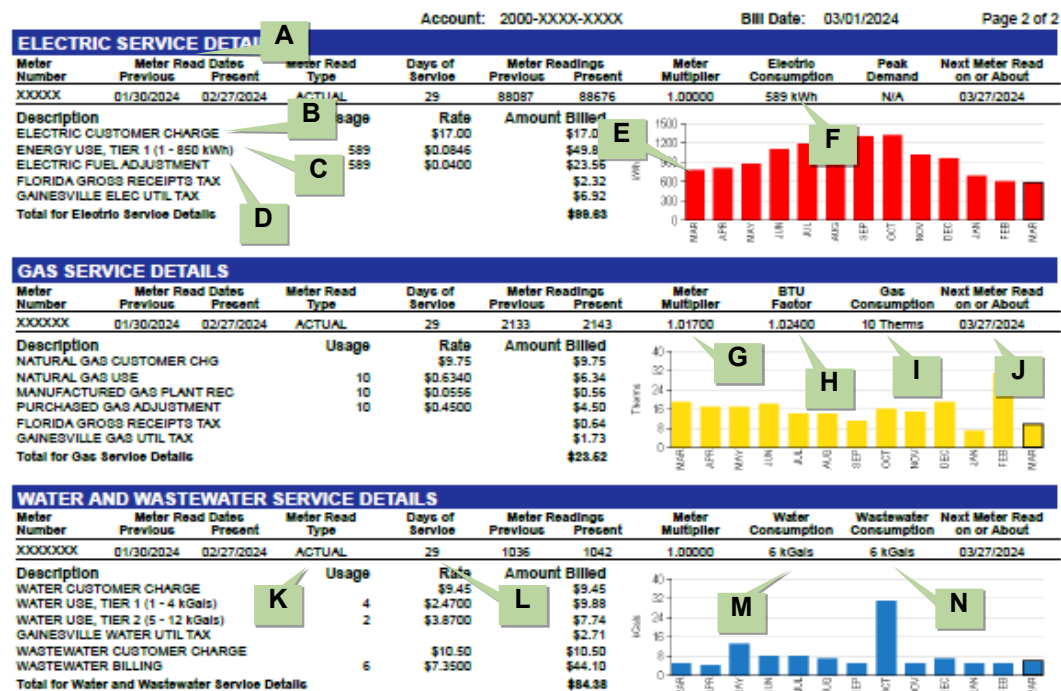 Account: 2000-XXXX-XXXX Bill Date: 03/01/2024 Page 2 of 2
ELECTRIC SERVICE
A
Meter Number Meter Read Dates Previous Present Meter Read Type Days of Service Meter Readings Previous Present Meter Multiplier Electric Consumption Peak Demand Next Meter Read on or About
XXXXX 01/30/2024 02/27/2024 ACTUAL 29 88087 88676 1.00000 589 kWh N/A 03/27/2024
Description Rate Amount Billed
B
ELECTRIC CUSTOMER CHARGE $17.00
ENERGY USE, TIER 1 (1 - 850 kWh) 589 $0.0846
C
ELECTRIC FUEL ADJUSTMENT 589 $0.0400 $23.56
FLORIDA GROSS RECEIPTS TAX $2.32
GAINESVILLE ELEC UTIL TAX $6.92
D
Total for Electric Service Details $99.63
E
F
1500
1200
600
300
0
kWh
MAR APR MAY JUN JUL AUG SEP OCT NOV DEC JAN FEB MAR
GAS SERVICE DETAILS
Meter Number Meter Read Dates Previous Present Meter Read Type Days of Service Meter Readings Previous Present Meter Multiplier BTU Factor Gas Consumption Next Meter Read on or About
XXXXXX 01/30/2024 02/27/2024 ACTUAL 29 2133 2143 1.01700 1.02400 10 Therms 03/27/2024
Description Usage Rate Amount Billed
NATURAL GAS CUSTOMER CHG $9.75 $9.75
NATURAL GAS USE 10 $0.6340 $6.34
MANUFACTURED GAS PLANT REC 10 $0.0556 $0.56
PURCHASED GAS ADJUSTMENT 10 $0.4500 $4.50
FLORIDA GROSS RECEIPTS TAX $0.64
GAINESVILLE GAS UTIL TAX $1.73
Total for Gas Service Details $23.52
G
H
I
J
40
32
24
16
8
0
Therms
MAR APR MAY JUN JUL AUG SEP OCT NOV DEC JAN FEB MAR
WATER AND WASTEWATER SERVICE DETAILS
Meter Number Meter Read Dates Previous Present Meter Read Type Days of Service Meter Readings Previous Present Meter Multiplier Water Consumption Wastewater Consumption Next Meter Read on or About
XXXXXXX 01/30/2024 02/27/2024 ACTUAL 29 1036 1042 1.00000 6 kGals 6 kGals 03/27/2024
Description Usage Rate Amount Billed
WATER CUSTOMER CHARGE $9.45 $9.45
WATER USE, TIER 1 (1 - 4 kGals) 4 $2.4700 $9.88
WATER USE, TIER 2 (5 - 12 kGals) 2 $3.8700 $7.74
GAINESVILLE WATER UTIL TAX $2.71
WASTEWATER CUSTOMER CHARGE $10.50 $10.50
WASTEWATER BILLING 6 $7.3500 $44.10
Total for Water and Wastewater Service Details $84.38
K
L
M
N
40
24
16
8
0
kGals